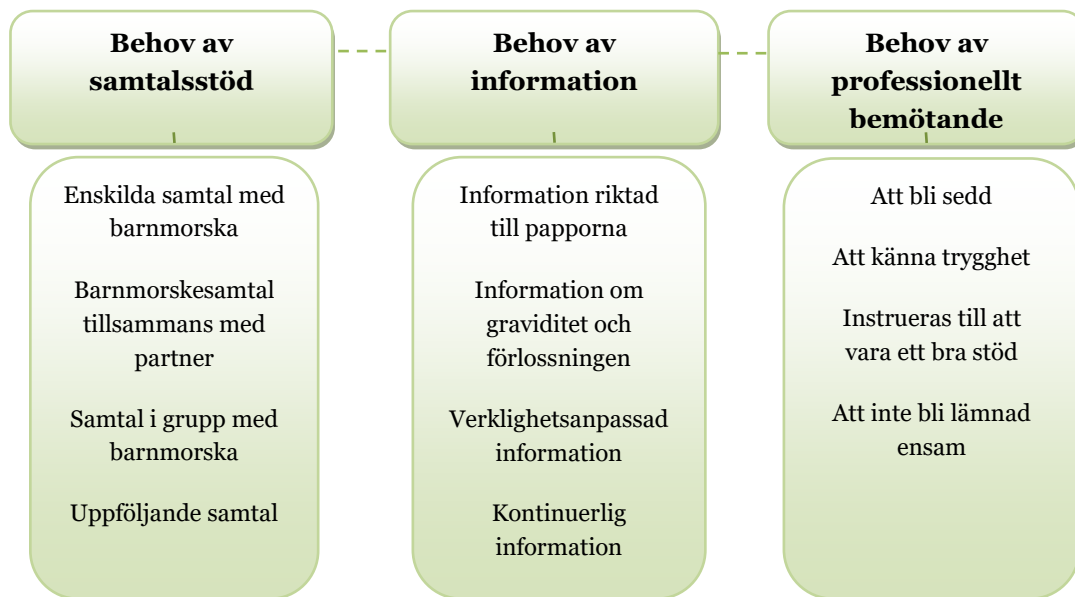 Behov av
samtalsstöd
Behov av
information
Behov av
professionellt
bemötande
Enskilda samtal med
barnmorska
Barnmorskesamtal
tillsammans med
partner
Samtal i grupp med
barnmorska
Uppföljande samtal
Information riktad
till papporna
Information om
graviditet och
förlossningen
Verklighetsanpassad
information
Kontinuerlig
information
Att bli sedd
Att känna trygghet
Instrueras till att
vara ett bra stöd
Att inte bli lämnad
ensam